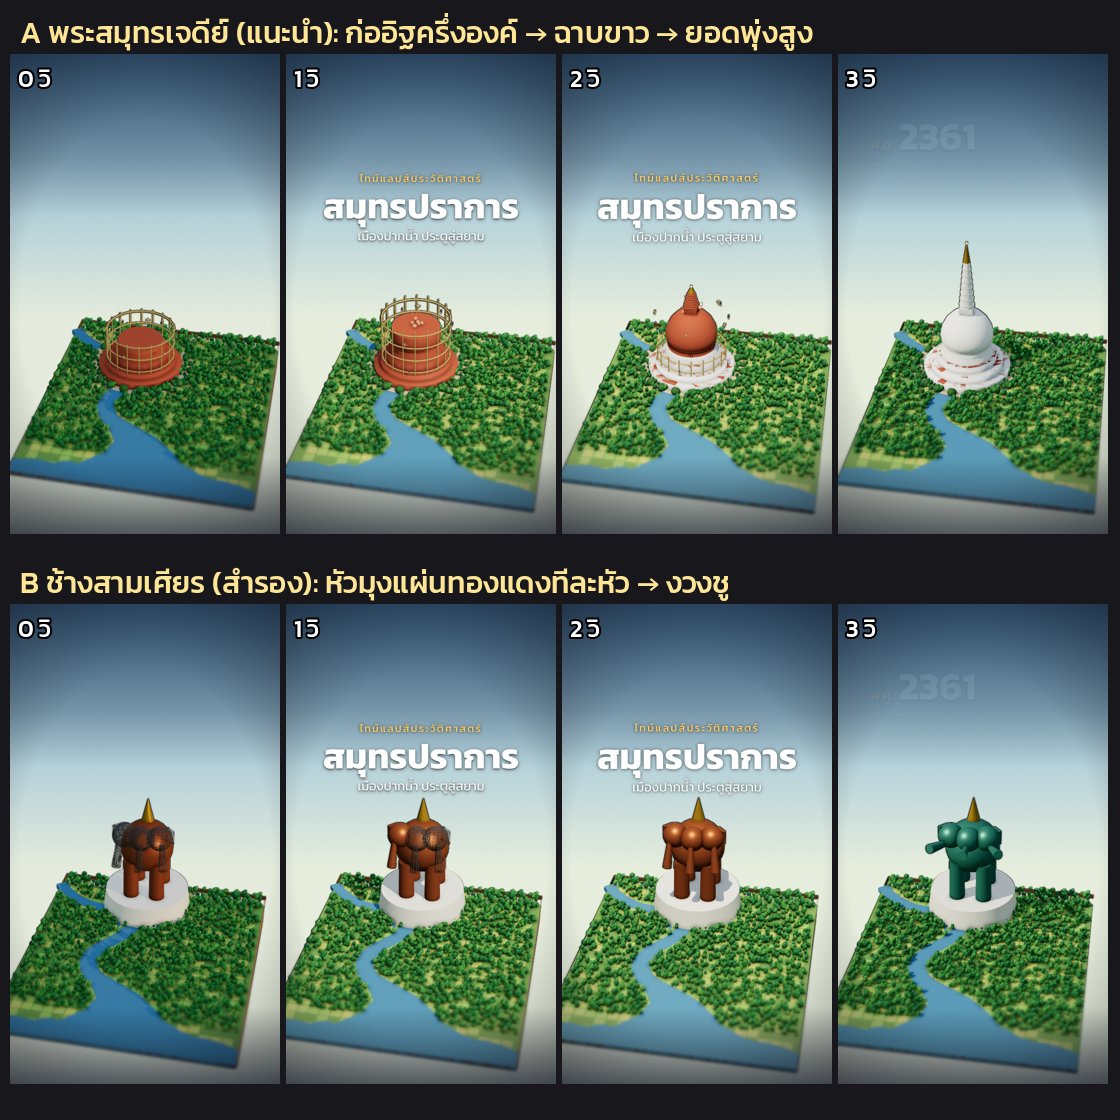 A พระสมุทรเจดีย์ (แนะนำ): ก่ออิฐครึ่งองค์ → ฉาบขาว → ยอดพุ่งสูง
0วิ
1วิ
2วิ
3วิ
ไทม์แลปส์ประวัติศาสตร์
สมุทรปราการ
เมืองปากน้ำ ประตูสู่สยาม
ไทม์แลปส์ประวัติศาสตร์
สมุทรปราการ
เมืองปากน้ำ ประตูสู่สยาม
พ.ศ. 2361
B ช้างสามเศียร (สำรอง): หัวมุงแผ่นทองแดงทีละหัว → งวงชู
0วิ
1วิ
2วิ
3วิ
ไทม์แลปส์ประวัติศาสตร์
สมุทรปราการ
เมืองปากน้ำ ประตูสู่สยาม
ไทม์แลปส์ประวัติศาสตร์
สมุทรปราการ
เมืองปากน้ำ ประตูสู่สยาม
พ.ศ. 2361